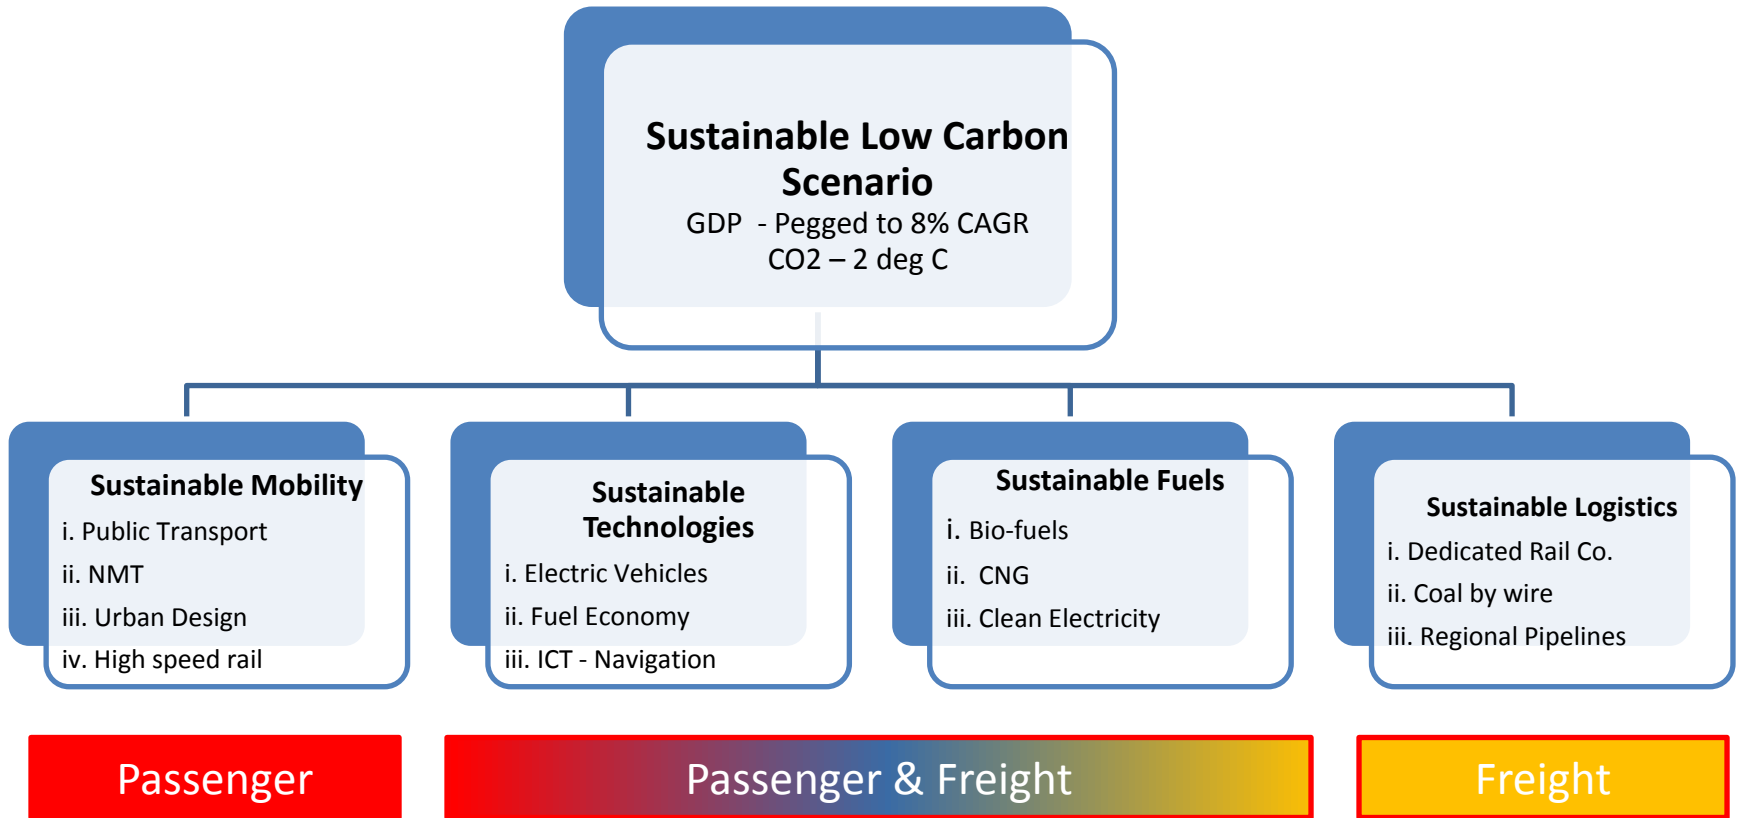 Sustainable Low Carbon
Scenario
GDP - Pegged to 8% CAGR
CO2 – 2 deg C
Sustainable Mobility
i. Public Transport
ii. NMT
iii. Urban Design
iv. High speed rail
Sustainable
Technologies
i. Electric Vehicles
ii. Fuel Economy
iii. ICT - Navigation
Sustainable Fuels
i. Bio-fuels
ii. CNG
iii. Clean Electricity
Sustainable Logistics
i. Dedicated Rail Co.
ii. Coal by wire
iii. Regional Pipelines
Passenger
Passenger & Freight
Freight